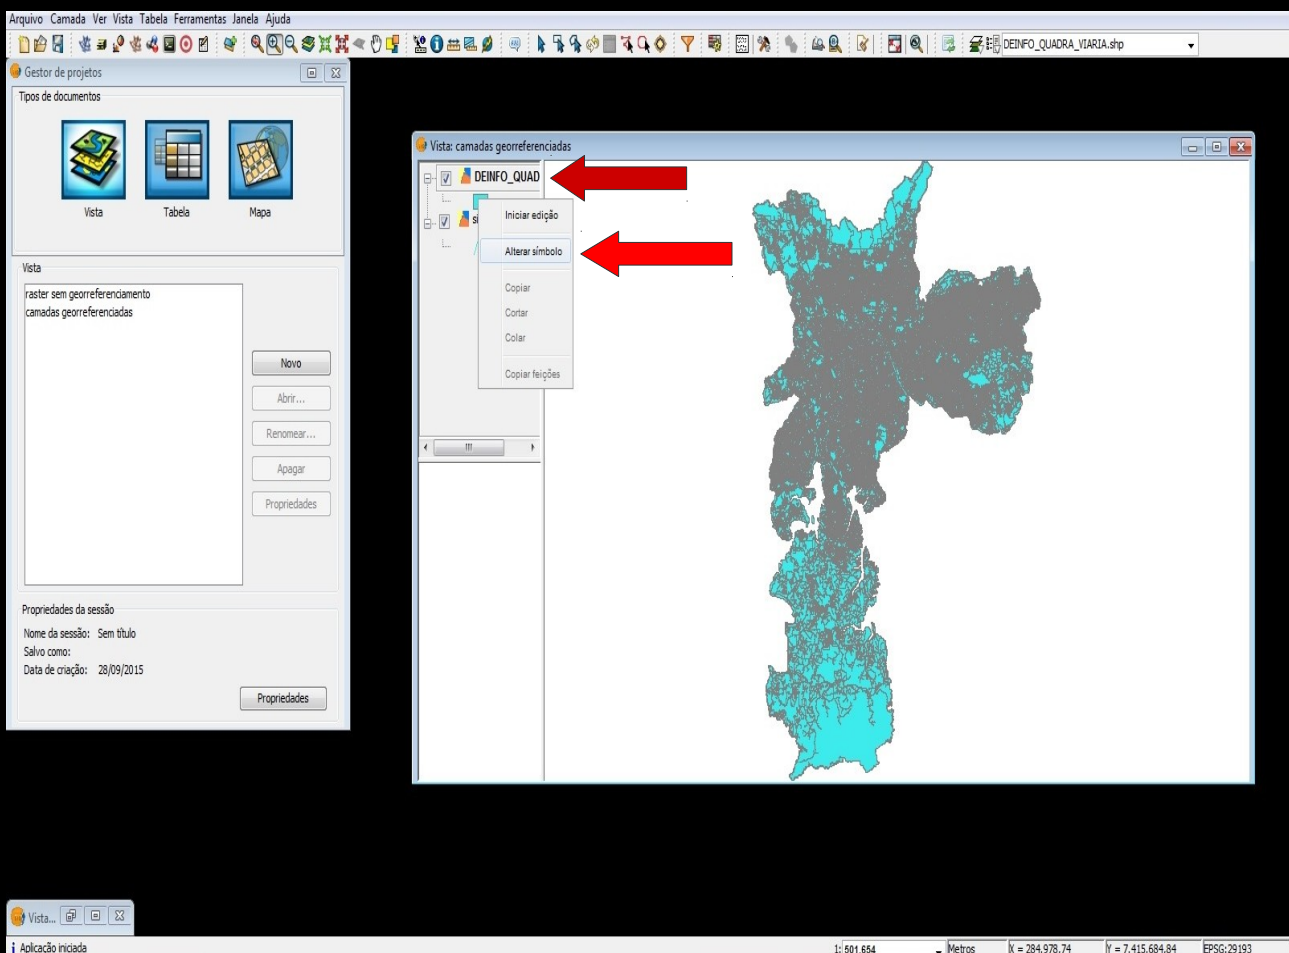 Arquivo Camada Ver Vista Tabela Ferramentas Janela Ajuda
DEINFO_QUADRA_VIARIA.shp
Gestor de projetos
Tipos de documentos
Vista Tabela Mapa
Vista
raster sem georreferenciamento
camadas georreferenciadas
Novo
Abrir...
Renomear...
Apagar
Propriedades
Propriedades da sessão
Nome da sessão: Sem título
Salvo como:
Data de criação: 28/09/2015
Propriedades
Vista: camadas georreferenciadas
DEINFO_QUAD
si
Iniciar edição
Alterar símbolo
Copiar
Cortar
Colar
Copiar feições
Vista...
Aplicação iniciada
1: 501.654 Metros X = 284.978,74 Y = 7.415.684,84 EPSG:29193